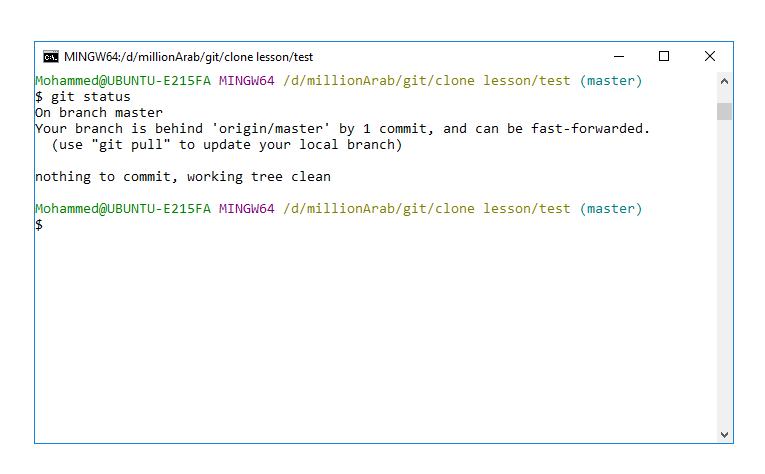 MINGW64:/d/millionArab/git/clone lesson/test
Mohammed@UBUNTU-E215FA MINGW64 /d/millionArab/git/clone lesson/test (master)
$ git status
On branch master
Your branch is behind 'origin/master' by 1 commit, and can be fast-forwarded.
  (use "git pull" to update your local branch)
nothing to commit, working tree clean
Mohammed@UBUNTU-E215FA MINGW64 /d/millionArab/git/clone lesson/test (master)
$